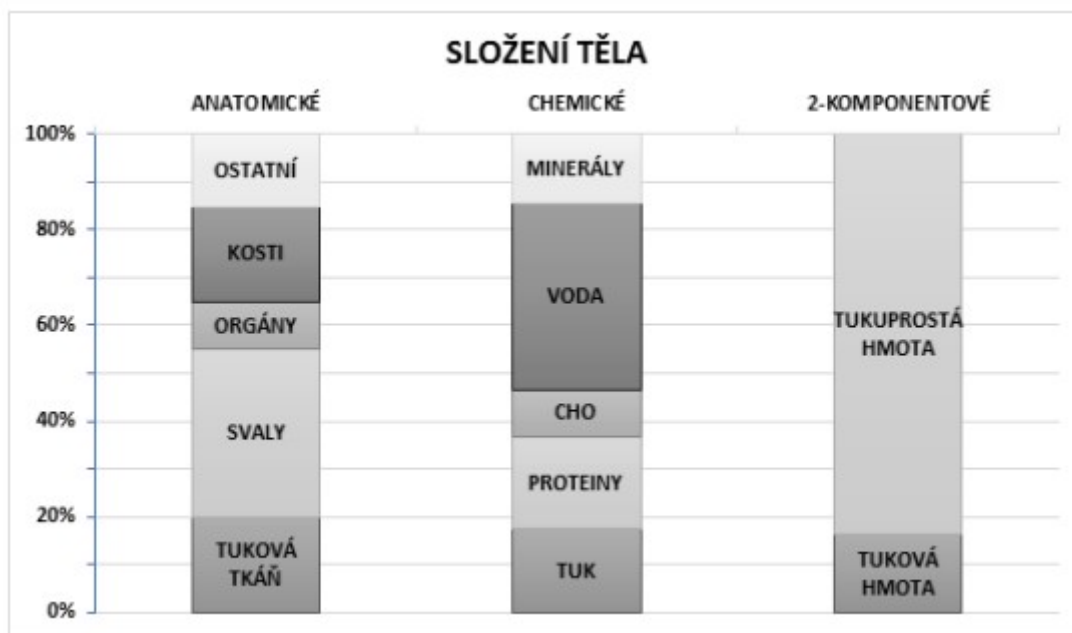 SLOŽENÍ TĚLA
ANATOMICKÉ CHEMICKÉ 2-KOMPONENTOVÉ
100%
80%
60%
40%
20%
0%
OSTATNÍ
KOSTI
ORGÁNY
SVALY
TUKOVÁ
TKÁŇ
MINERÁLY
VODA
CHO
PROTEINY
TUK
TUKUPROSTÁ
HMOTA
TUKOVÁ
HMOTA